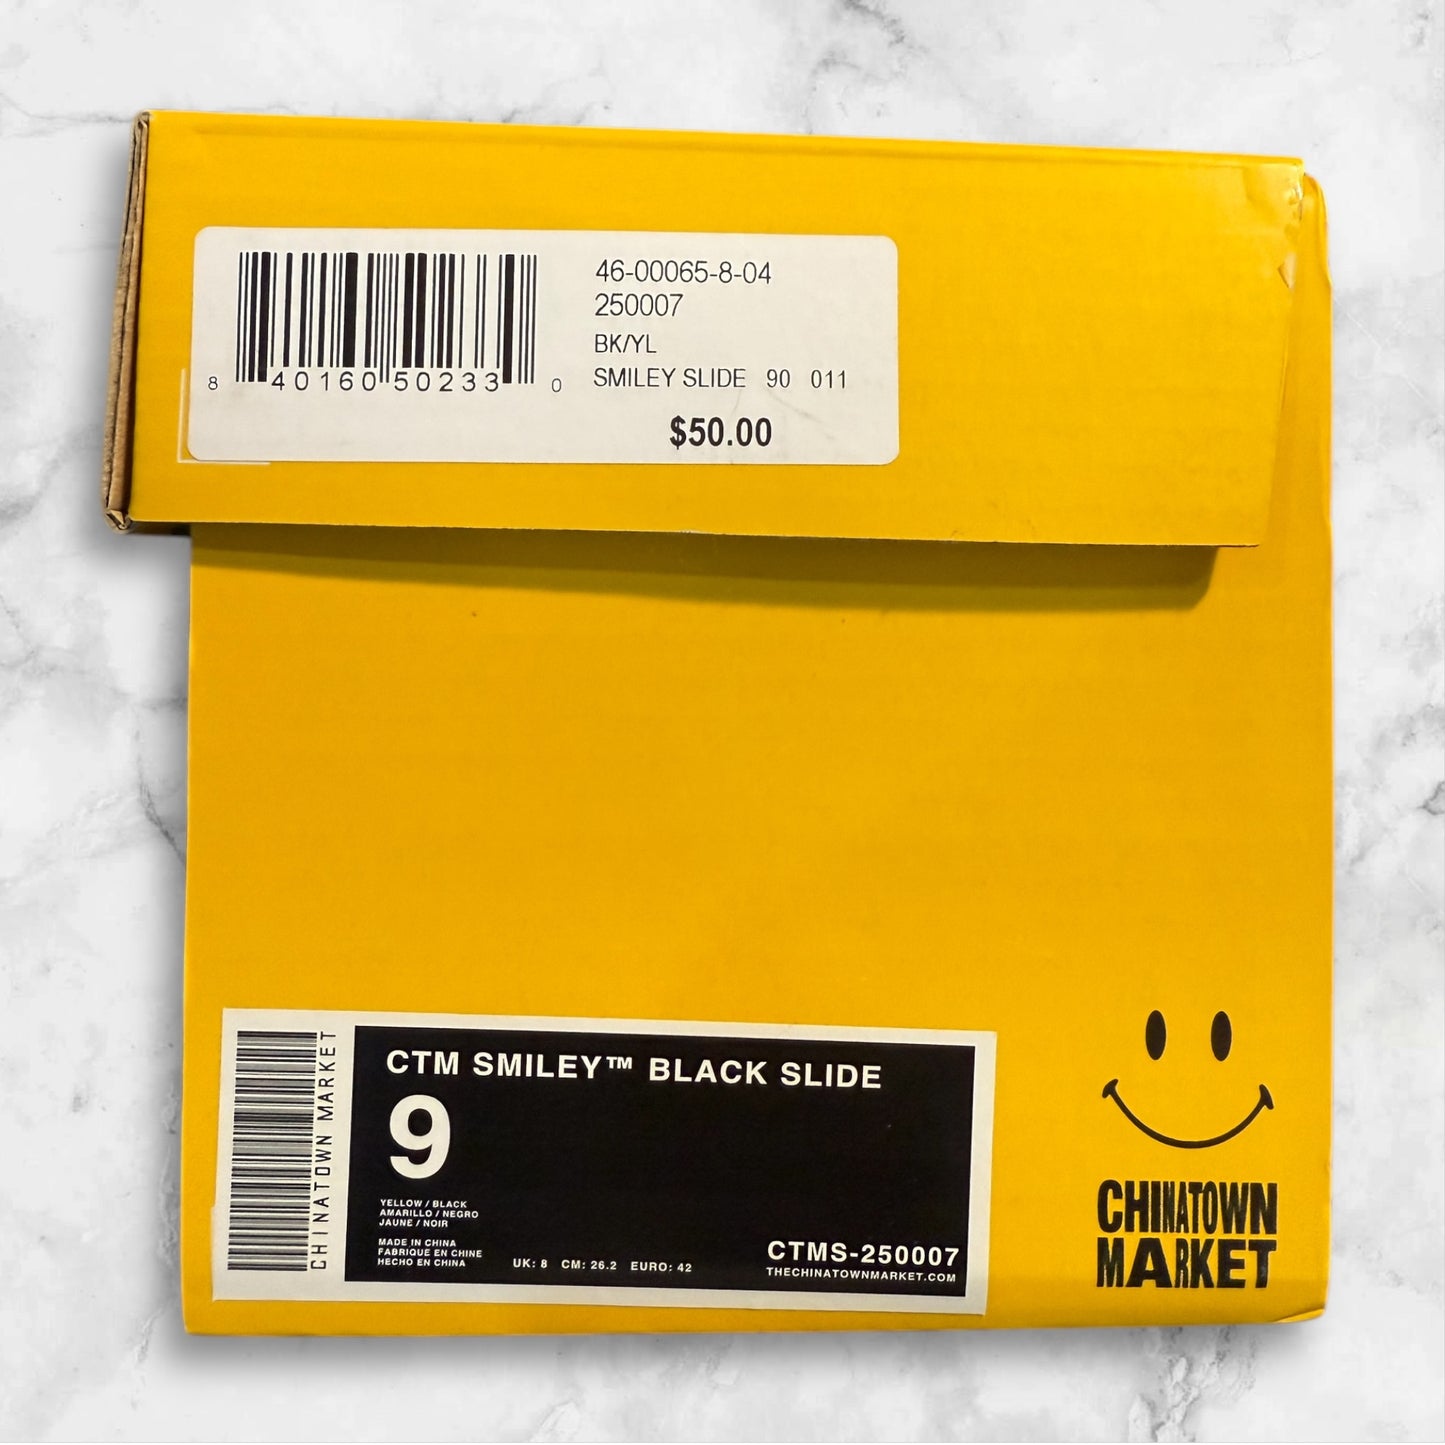 46-00065-8-04
250007
BK/YL
SMILEY SLIDE 90 011
$50.00
8 40160 50233 0
CHINATOWN MARKET
CTM SMILEY™ BLACK SLIDE
9
YELLOW / BLACK
AMARILLO / NEGRO
JAUNE / NOIR
MADE IN CHINA
FABRIQUE EN CHINE
HECHO EN CHINA
UK: 8 CM: 26.2 EURO: 42
CTMS-250007
THECHINATOWNMARKET.COM
CHINATOWN
MARKET